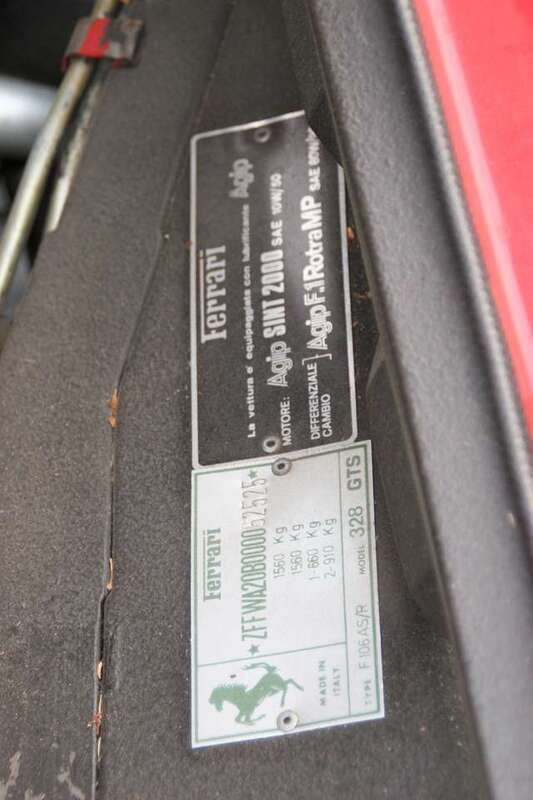 Ferrari
La vettura e' equipaggiata con lubrificante Agip
MOTORE: Agip SINT 2000 SAE 10W/50
DIFFERENZIALE
CAMBIO
} Agip F.1 Rotra MP SAE 80W/
Ferrari
★ZFFWA20B000052525★
1560 Kg
1560 Kg
1-660 Kg
2-910 Kg
MADE IN
ITALY
TYPE F.106 AS/R MODEL 328 GTS